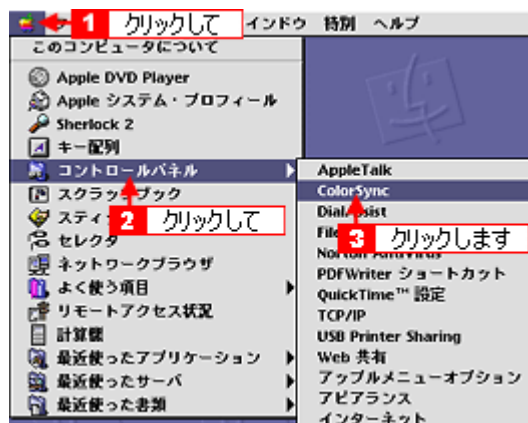 1 クリックして
インドウ 特別 ヘルプ
このコンピュータについて
Apple DVD Player
Apple システム・プロフィール
Sherlock 2
キー配列
コントロールパネル
スクラップブック
スティ
2 クリックして
セレクタ
ネットワークブラウザ
よく使う項目
リモートアクセス状況
計算機
最近使ったアプリケーション
最近使ったサーバ
最近使った書類
AppleTalk
ColorSync
DialAssist
File
3 クリックします
Norton AntiVirus
PDFWriter ショートカット
QuickTime™ 設定
TCP/IP
USB Printer Sharing
Web 共有
アップルメニューオプション
アピアランス
インターネット